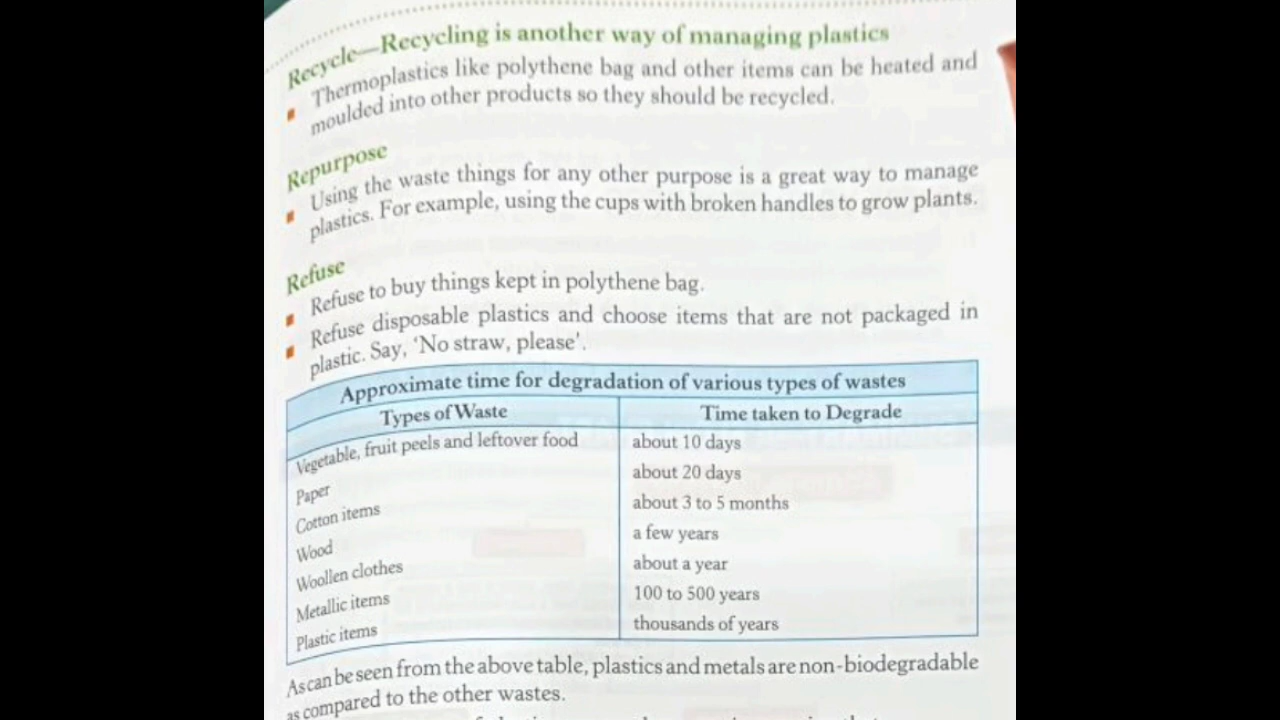 Recycle—Recycling is another way of managing plastics
▪ Thermoplastics like polythene bag and other items can be heated and
moulded into other products so they should be recycled.
Repurpose
▪ Using the waste things for any other purpose is a great way to manage
plastics. For example, using the cups with broken handles to grow plants.
Refuse
▪ Refuse to buy things kept in polythene bag.
▪ Refuse disposable plastics and choose items that are not packaged in
plastic. Say, ‘No straw, please’.
Approximate time for degradation of various types of wastes
Types of Waste Time taken to Degrade
Vegetable, fruit peels and leftover food about 10 days
Paper about 20 days
Cotton items about 3 to 5 months
Wood a few years
Woollen clothes about a year
Metallic items 100 to 500 years
Plastic items thousands of years
As can be seen from the above table, plastics and metals are non-biodegradable
as compared to the other wastes.